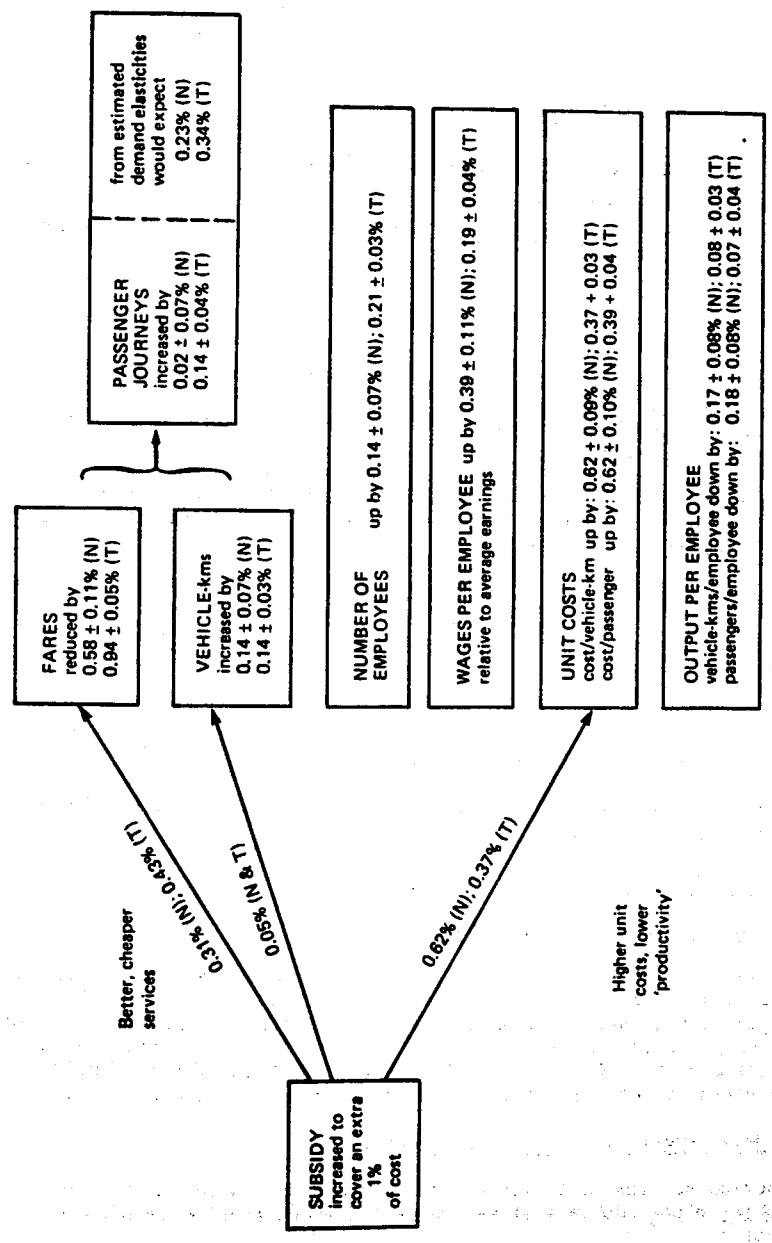 SUBSIDY
increased to
cover an extra
1%
of cost
Better, cheaper
services
0.31% (N); 0.43% (T)
0.05% (N & T)
0.62% (N); 0.37% (T)
Higher unit
costs, lower
'productivity'
FARES
reduced by
0.58 ± 0.11% (N)
0.94 ± 0.05% (T)
VEHICLE-kms
increased by
0.14 ± 0.07% (N)
0.14 ± 0.03% (T)
PASSENGER
JOURNEYS
increased by
0.02 ± 0.07% (N)
0.14 ± 0.04% (T)
from estimated
demand elasticities
would expect
0.23% (N)
0.34% (T)
NUMBER OF
EMPLOYEES up by 0.14 ± 0.07% (N); 0.21 ± 0.03% (T)
WAGES PER EMPLOYEE up by 0.39 ± 0.11% (N); 0.19 ± 0.04% (T)
relative to average earnings
UNIT COSTS
cost/vehicle-km up by: 0.62 ± 0.09% (N); 0.37 + 0.03 (T)
cost/passenger up by: 0.62 ± 0.10% (N); 0.39 + 0.04 (T)
OUTPUT PER EMPLOYEE
vehicle-kms/employee down by: 0.17 ± 0.08% (N); 0.08 ± 0.03 (T)
passengers/employee down by: 0.18 ± 0.08% (N); 0.07 ± 0.04 (T)